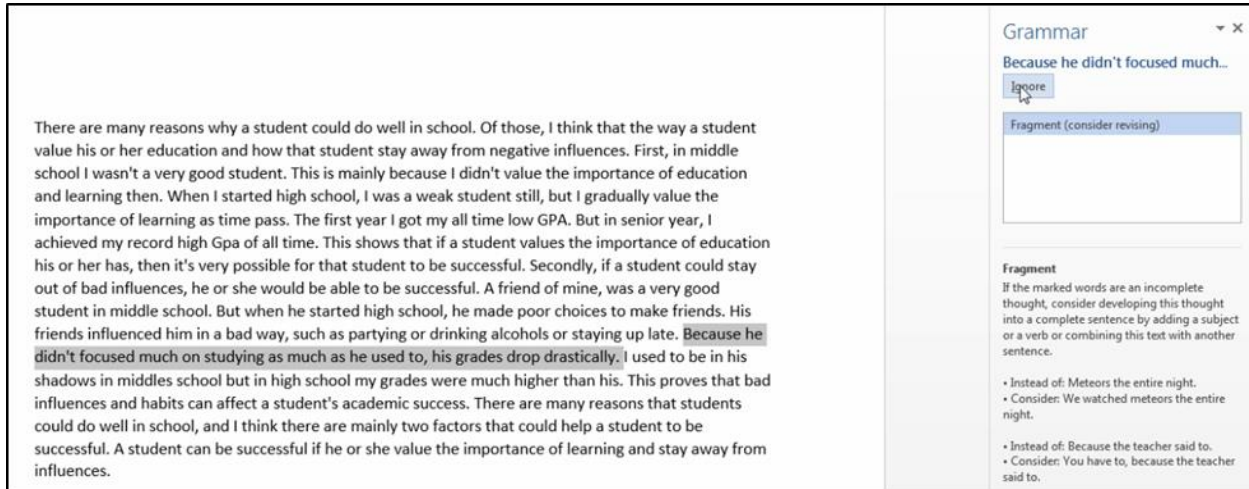 Grammar
Because he didn't focused much...
Ignore
Fragment (consider revising)
There are many reasons why a student could do well in school. Of those, I think that the way a student
value his or her education and how that student stay away from negative influences. First, in middle
school I wasn't a very good student. This is mainly because I didn't value the importance of education
and learning then. When I started high school, I was a weak student still, but I gradually value the
importance of learning as time pass. The first year I got my all time low GPA. But in senior year, I
achieved my record high Gpa of all time. This shows that if a student values the importance of education
his or her has, then it's very possible for that student to be successful. Secondly, if a student could stay
out of bad influences, he or she would be able to be successful. A friend of mine, was a very good
student in middle school. But when he started high school, he made poor choices to make friends. His
friends influenced him in a bad way, such as partying or drinking alcohols or staying up late. Because he
didn't focused much on studying as much as he used to, his grades drop drastically. I used to be in his
shadows in middles school but in high school my grades were much higher than his. This proves that bad
influences and habits can affect a student's academic success. There are many reasons that students
could do well in school, and I think there are mainly two factors that could help a student to be
successful. A student can be successful if he or she value the importance of learning and stay away from
influences.
Fragment
If the marked words are an incomplete
thought, consider developing this thought
into a complete sentence by adding a subject
or a verb or combining this text with another
sentence.
• Instead of: Meteors the entire night.
• Consider: We watched meteors the entire
night.
• Instead of: Because the teacher said to.
• Consider: You have to, because the teacher
said to.